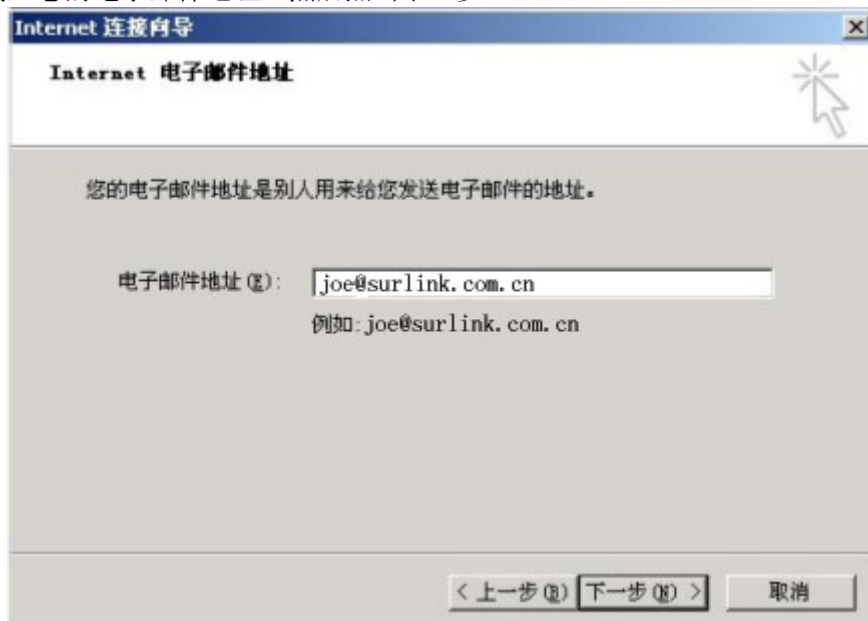 Internet 连接向导
Internet 电子邮件地址
您的电子邮件地址是别人用来给您发送电子邮件的地址。
电子邮件地址(E): joe@surlink.com.cn
例如:joe@surlink.com.cn
< 上一步(B) 下一步(N) > 取消